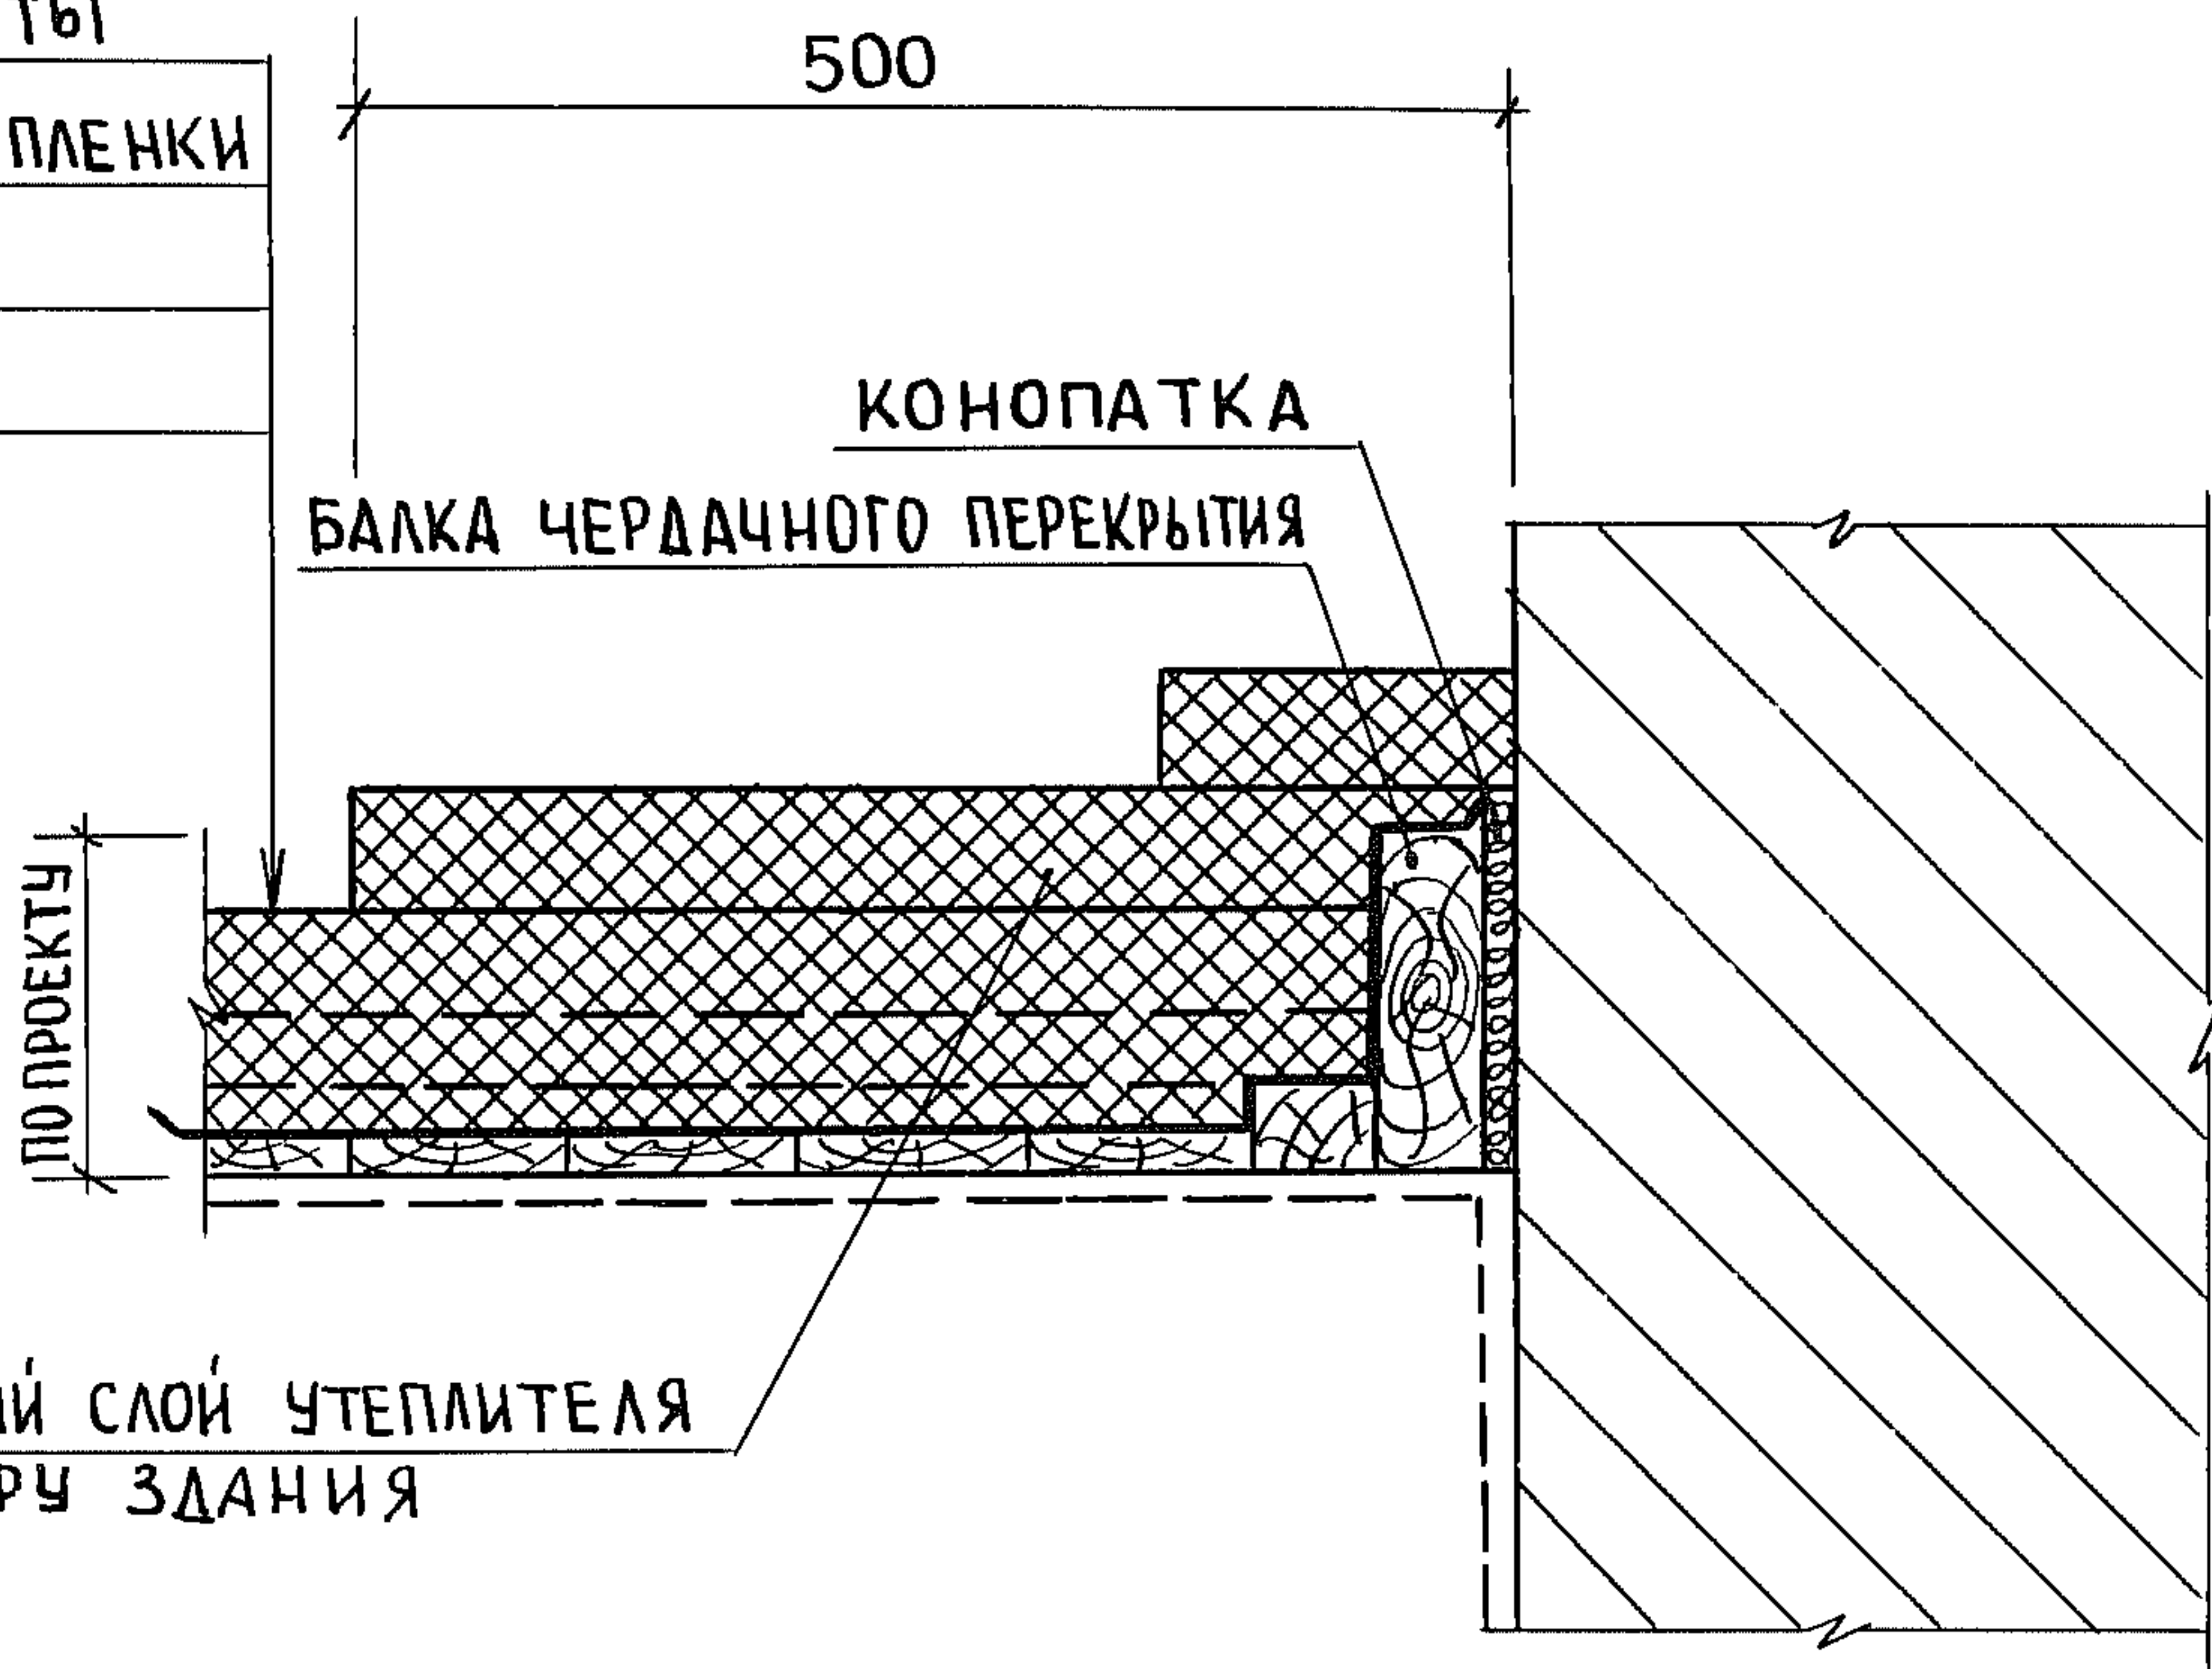 500
ПЛЕНКИ
КОНОПАТКА
БАЛКА ЧЕРДАЧНОГО ПЕРЕКРЫТИЯ
ПО ПРОЕКТУ
СЛОЙ УТЕПЛИТЕЛЯ
ЗДАНИЯ